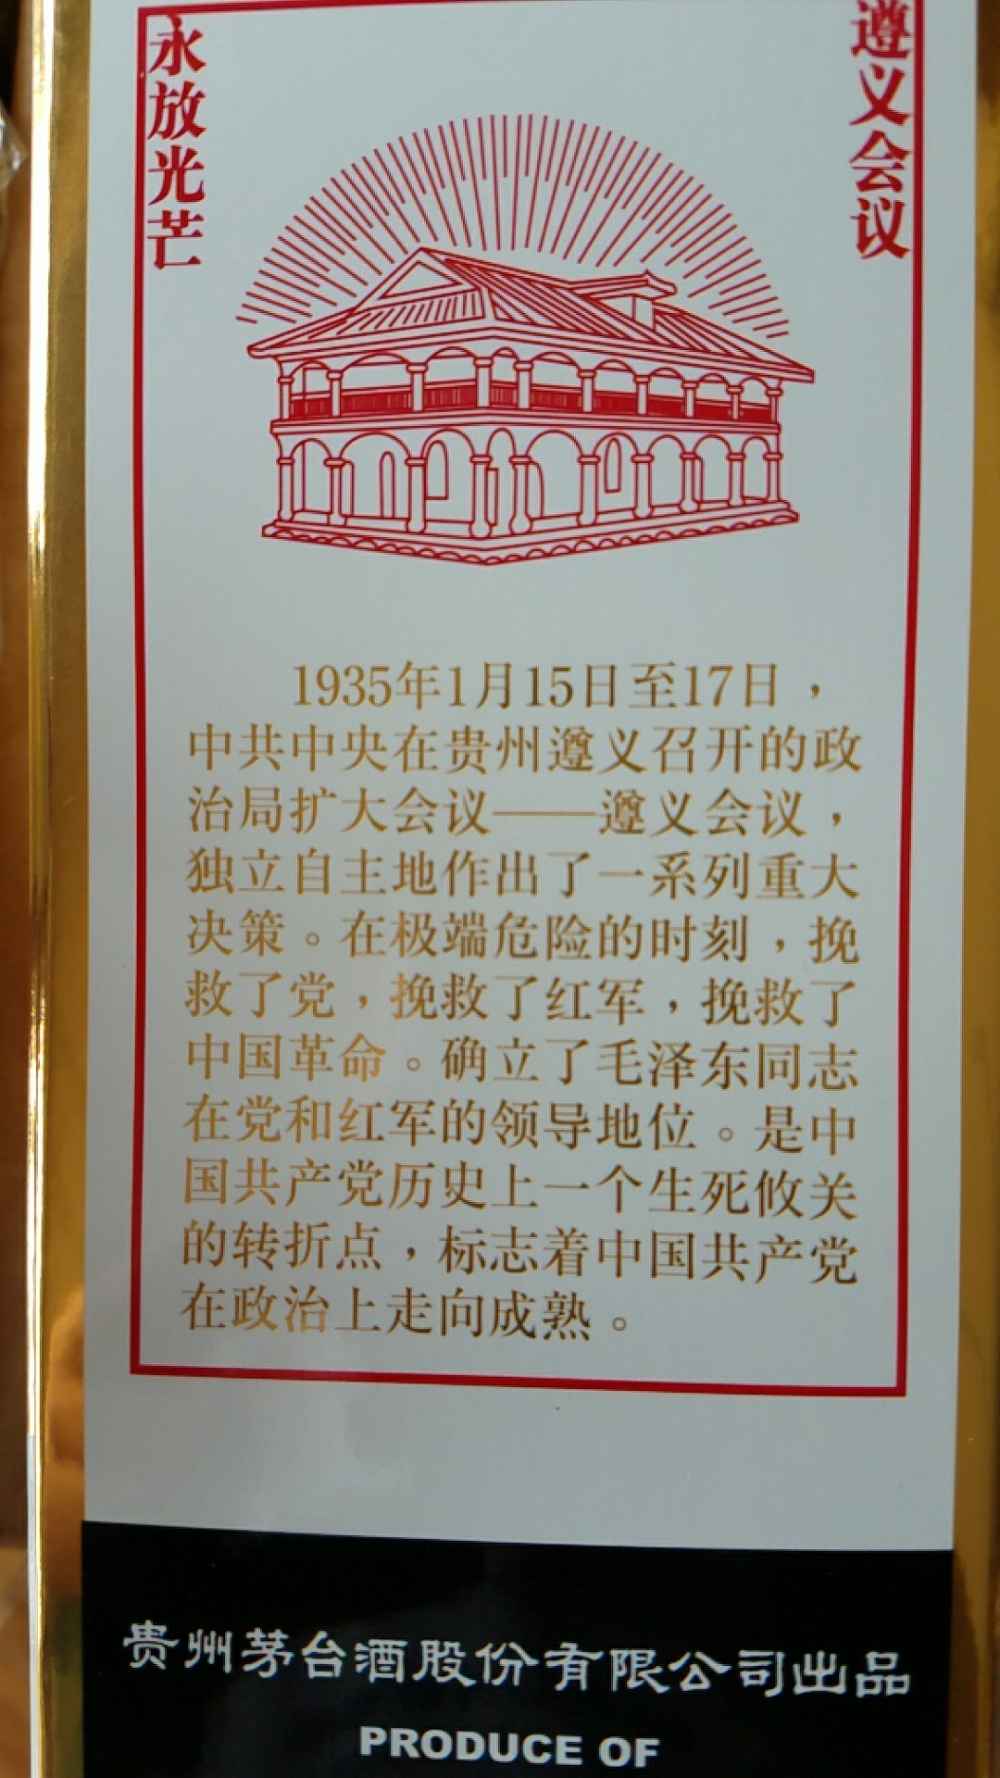 遵义会议
永放光芒
1935年1月15日至17日，
中共中央在贵州遵义召开的政
治局扩大会议——遵义会议，
独立自主地作出了一系列重大
决策。在极端危险的时刻，挽
救了党，挽救了红军，挽救了
中国革命。确立了毛泽东同志
在党和红军的领导地位。是中
国共产党历史上一个生死攸关
的转折点，标志着中国共产党
在政治上走向成熟。
贵州茅台酒股份有限公司出品
PRODUCE OF